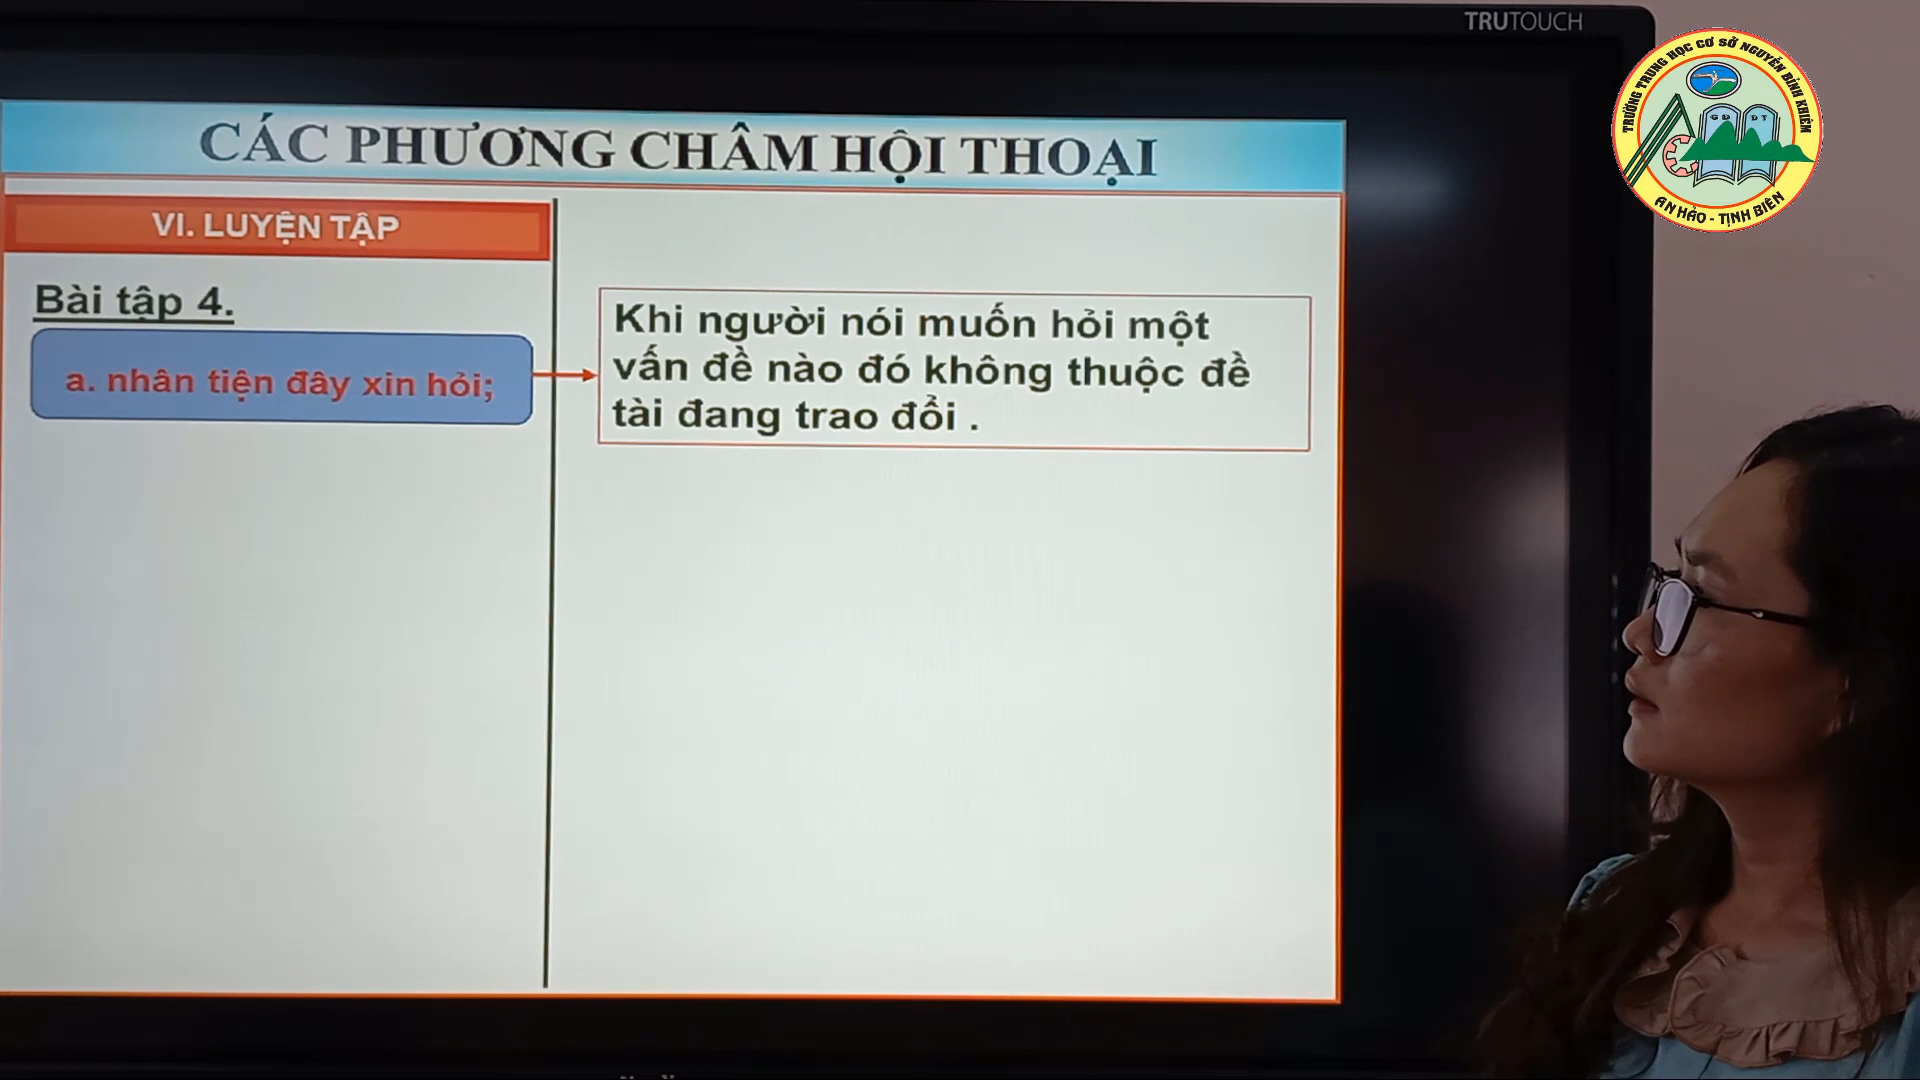 TRUTOUCH
TRƯỜNG TRUNG HỌC CƠ SỞ NGUYỄN BỈNH KHIÊM
GD ĐT
AN HẢO - TỊNH BIÊN
CÁC PHƯƠNG CHÂM HỘI THOẠI
VI. LUYỆN TẬP
Bài tập 4.
a. nhân tiện đây xin hỏi;
Khi người nói muốn hỏi một
vấn đề nào đó không thuộc đề
tài đang trao đổi .